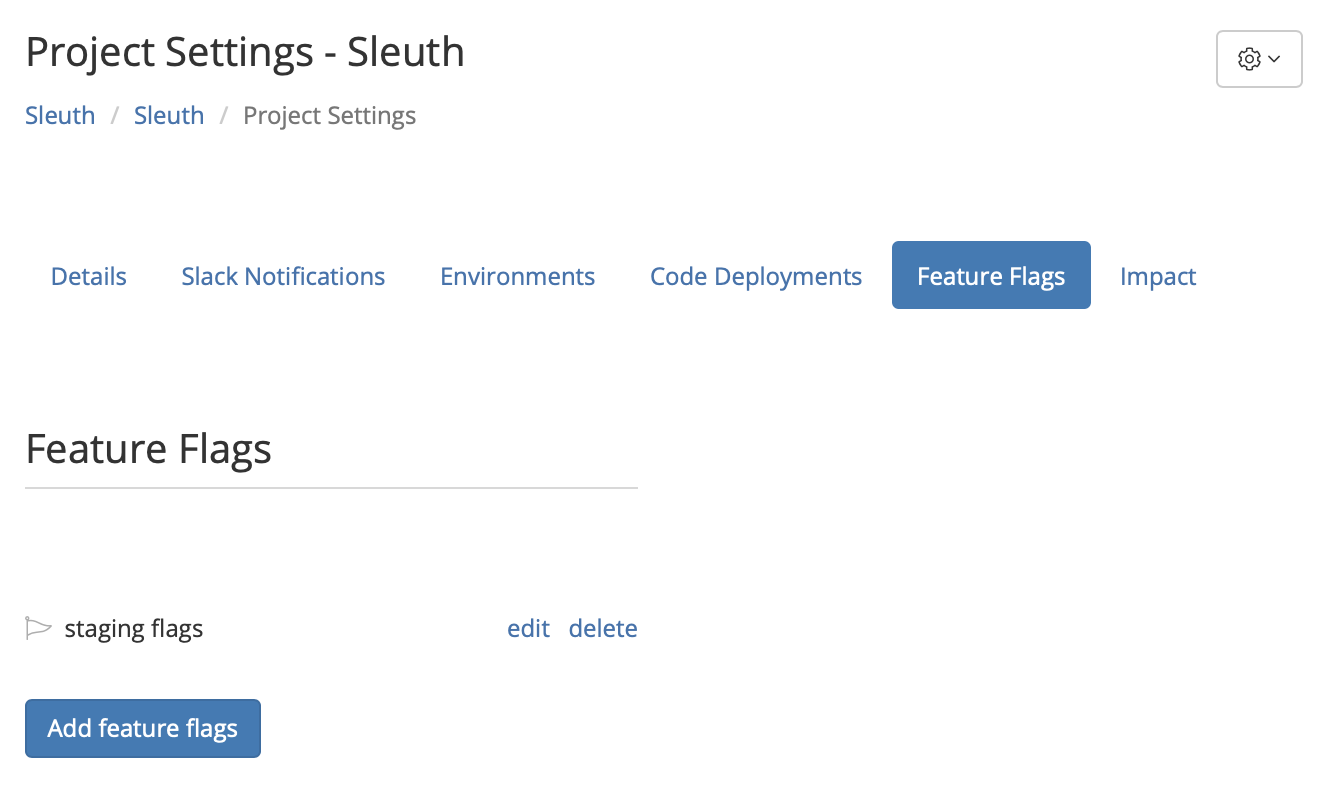 Project Settings - Sleuth
Sleuth / Sleuth / Project Settings
Details Slack Notifications Environments Code Deployments Feature Flags Impact
Feature Flags
staging flags edit delete
Add feature flags